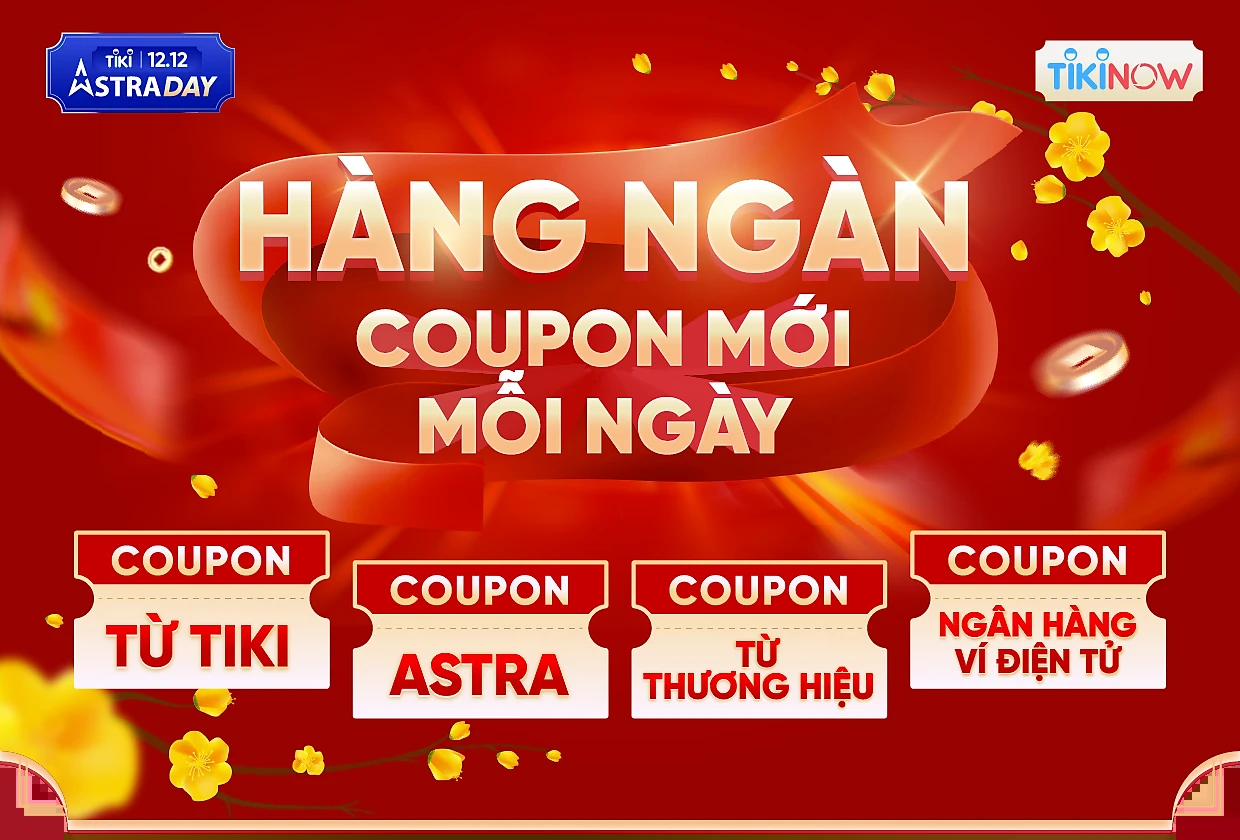 TIKI | 12.12
ASTRA DAY
TIKINOW
HÀNG NGÀN
COUPON MỚI
MỖI NGÀY
COUPON
TỪ TIKI
COUPON
ASTRA
COUPON
TỪ
THƯƠNG HIỆU
COUPON
NGÂN HÀNG
VÍ ĐIỆN TỬ